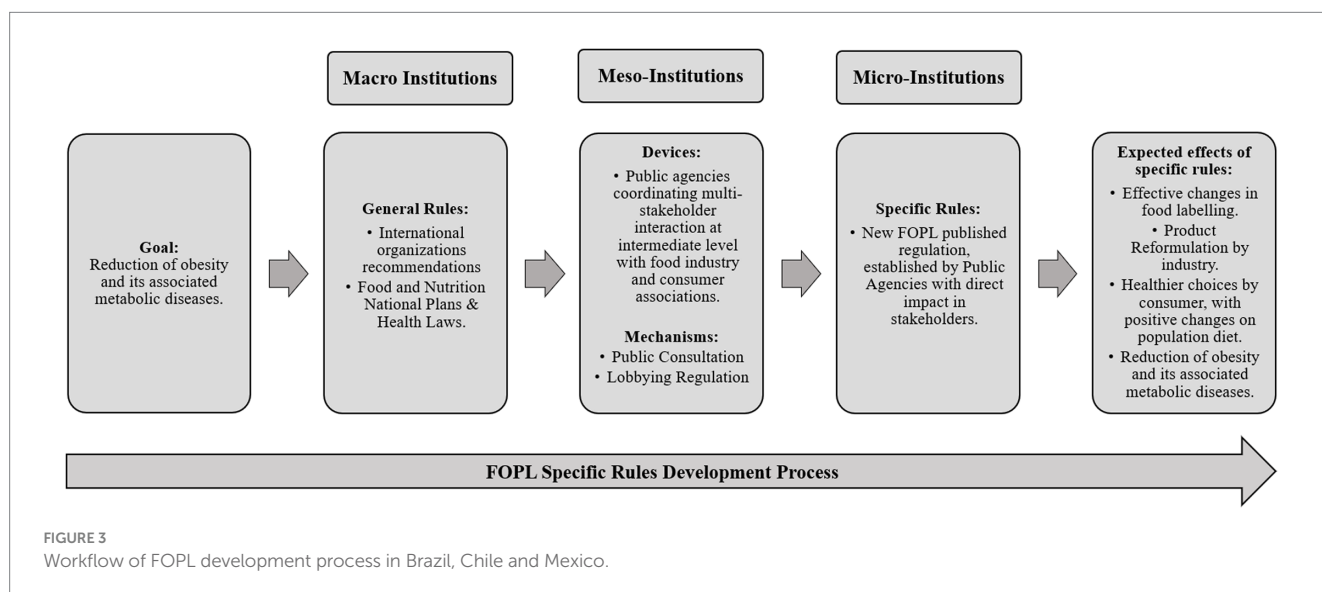 Macro Institutions
Meso-Institutions
Micro-Institutions
Goal:
Reduction of obesity
and its associated
metabolic diseases.
General Rules:
• International
organizations
recommendations
• Food and Nutrition
National Plans &
Health Laws.
Devices:
• Public agencies
coordinating multi-
stakeholder
interaction at
intermediate level
with food industry
and consumer
associations.
Mechanisms:
• Public Consultation
• Lobbying Regulation
Specific Rules:
• New FOPL published
regulation,
established by Public
Agencies with direct
impact in
stakeholders.
Expected effects of
specific rules:
• Effective changes in
food labelling.
• Product
Reformulation by
industry.
• Healthier choices by
consumer, with
positive changes on
population diet.
• Reduction of obesity
and its associated
metabolic diseases.
FOPL Specific Rules Development Process
FIGURE 3
Workflow of FOPL development process in Brazil, Chile and Mexico.